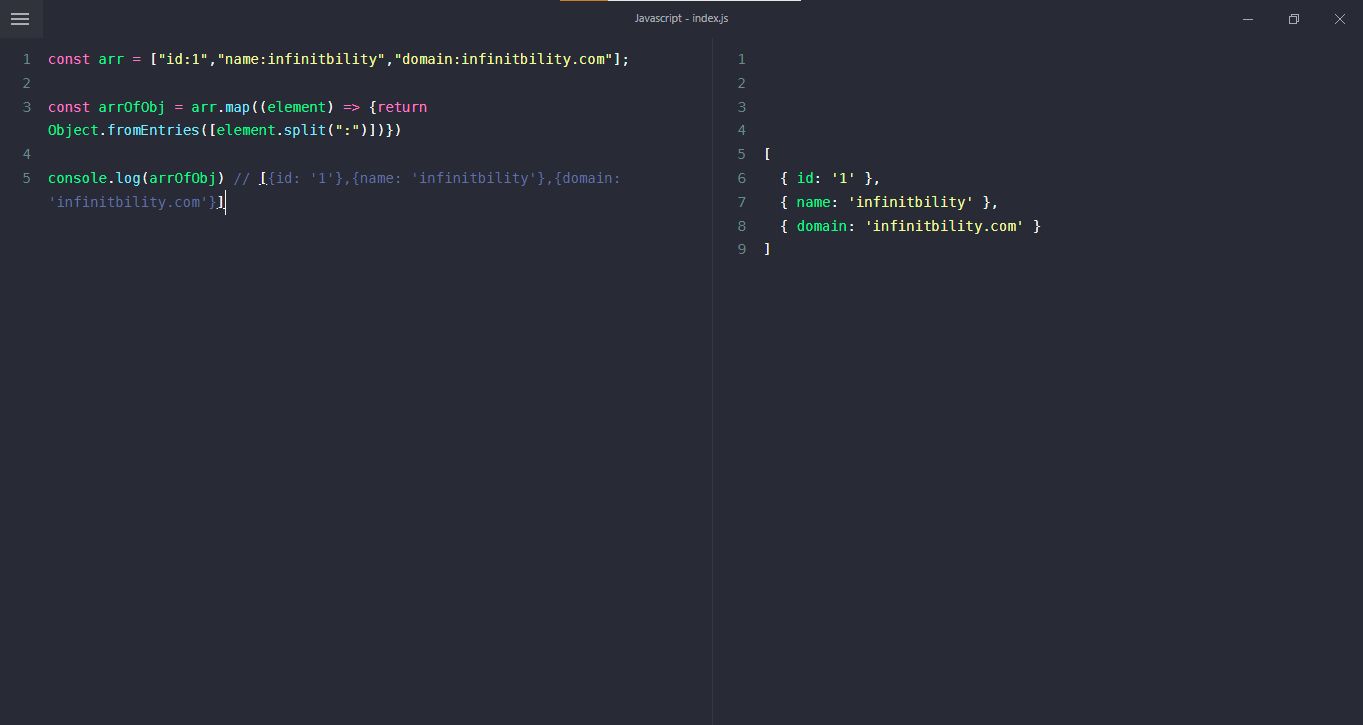 Javascript - index.js
1 const arr = ["id:1","name:infinitbility","domain:infinitbility.com"];
2
3 const arrOfObj = arr.map((element) => {return
Object.fromEntries([element.split(":")])})
4
5 console.log(arrOfObj) // [{id: '1'},{name: 'infinitbility'},{domain:
'infinitbility.com'}]
1
2
3
4
5 [
6 { id: '1' },
7 { name: 'infinitbility' },
8 { domain: 'infinitbility.com' }
9 ]